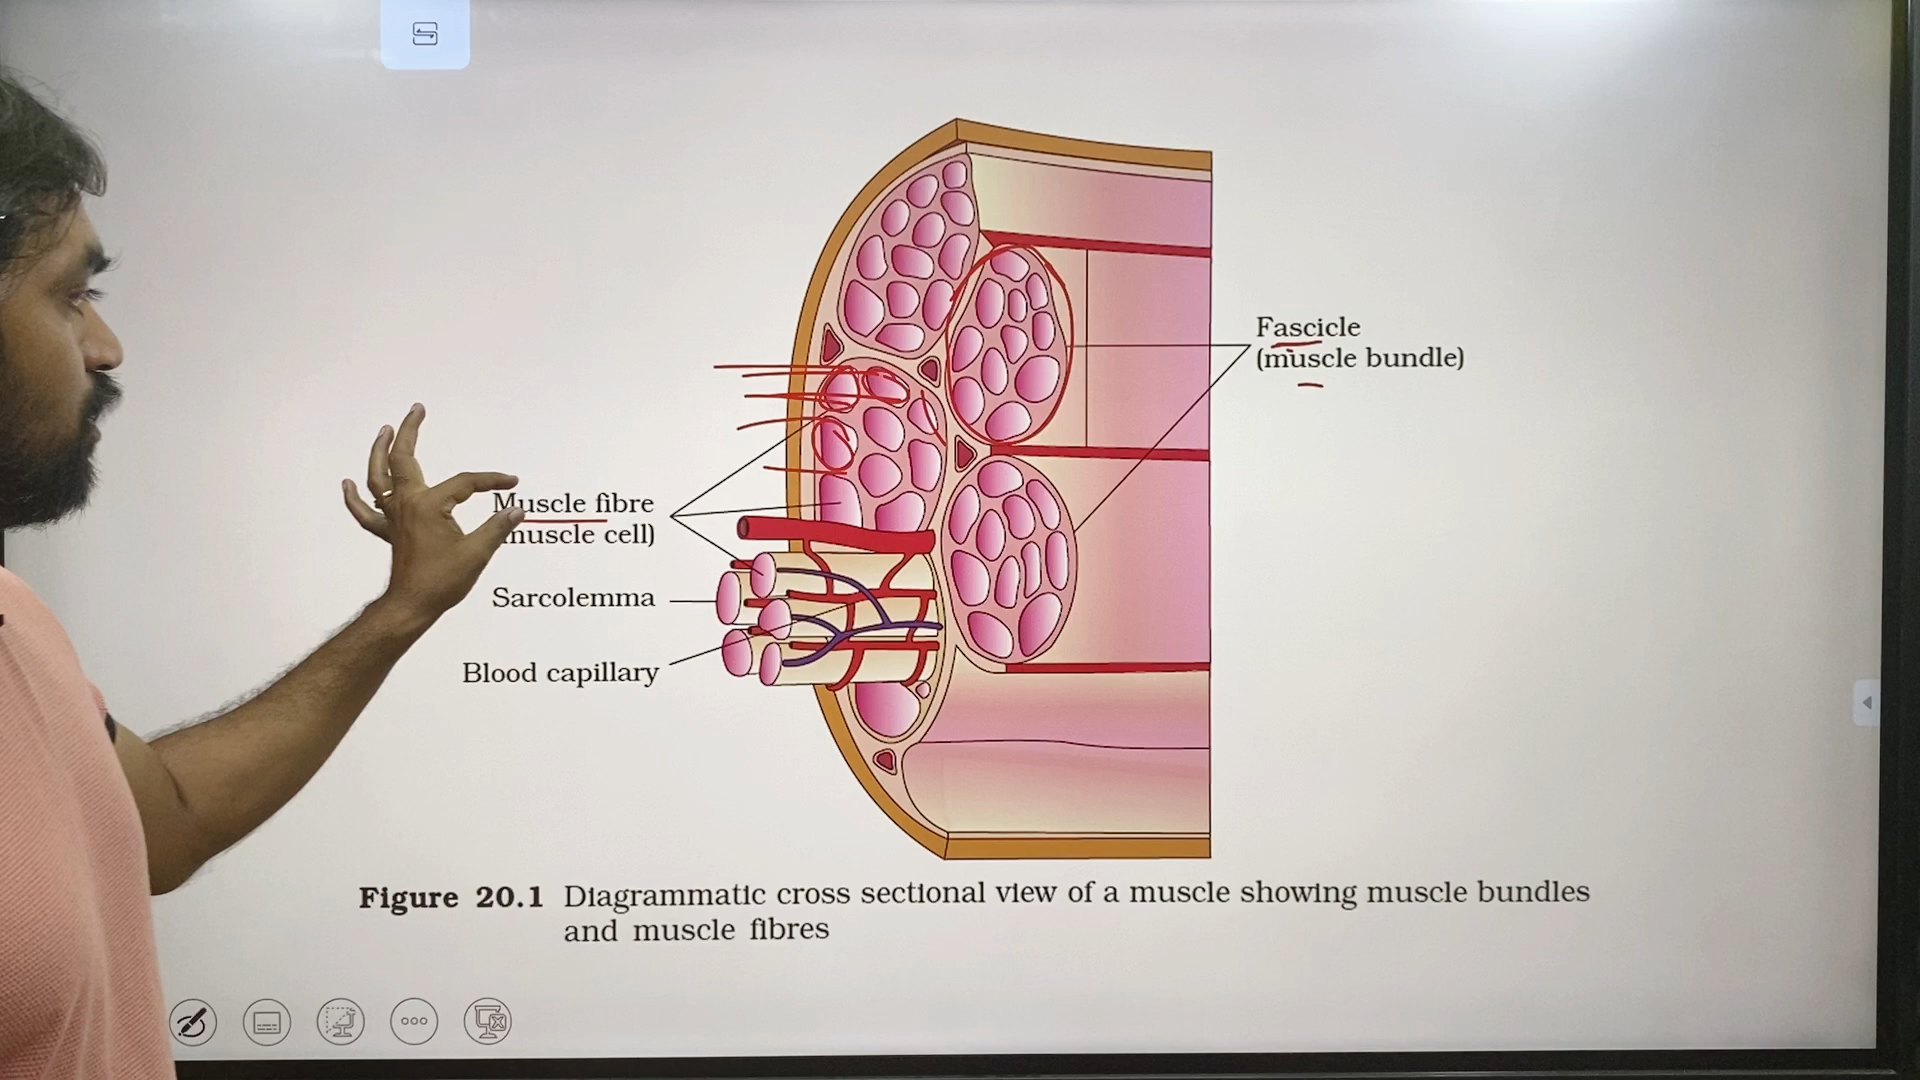 Fascicle
(muscle bundle)
Muscle fibre
muscle cell)
Sarcolemma
Blood capillary
Figure 20.1 Diagrammatic cross sectional view of a muscle showing muscle bundles
and muscle fibres